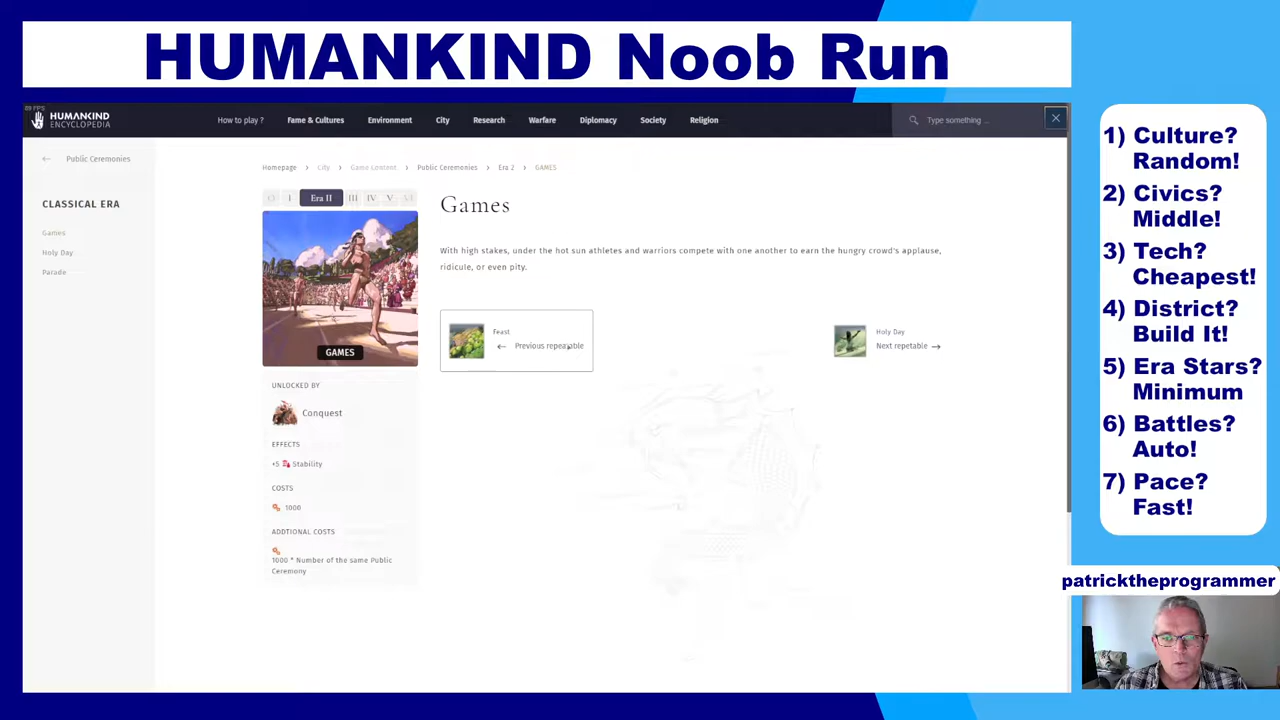 HUMANKIND Noob Run
HUMANKIND
ENCYCLOPEDIA
How to play ?
Fame & Cultures
Environment
City
Research
Warfare
Diplomacy
Society
Religion
Type something ...
Public Ceremonies
CLASSICAL ERA
Games
Holy Day
Parade
Homepage > City > Game Content > Public Ceremonies > Era 2 > GAMES
I Era II III IV V VI
GAMES
UNLOCKED BY
Conquest
EFFECTS
+5 Stability
COSTS
1000
ADDTIONAL COSTS
1000 * Number of the same Public
Ceremony
Games
With high stakes, under the hot sun athletes and warriors compete with one another to earn the hungry crowd's applause,
ridicule, or even pity.
Feast
Previous repeatable
Holy Day
Next repetable
1) Culture?
Random!
2) Civics?
Middle!
3) Tech?
Cheapest!
4) District?
Build It!
5) Era Stars?
Minimum
6) Battles?
Auto!
7) Pace?
Fast!
patricktheprogrammer